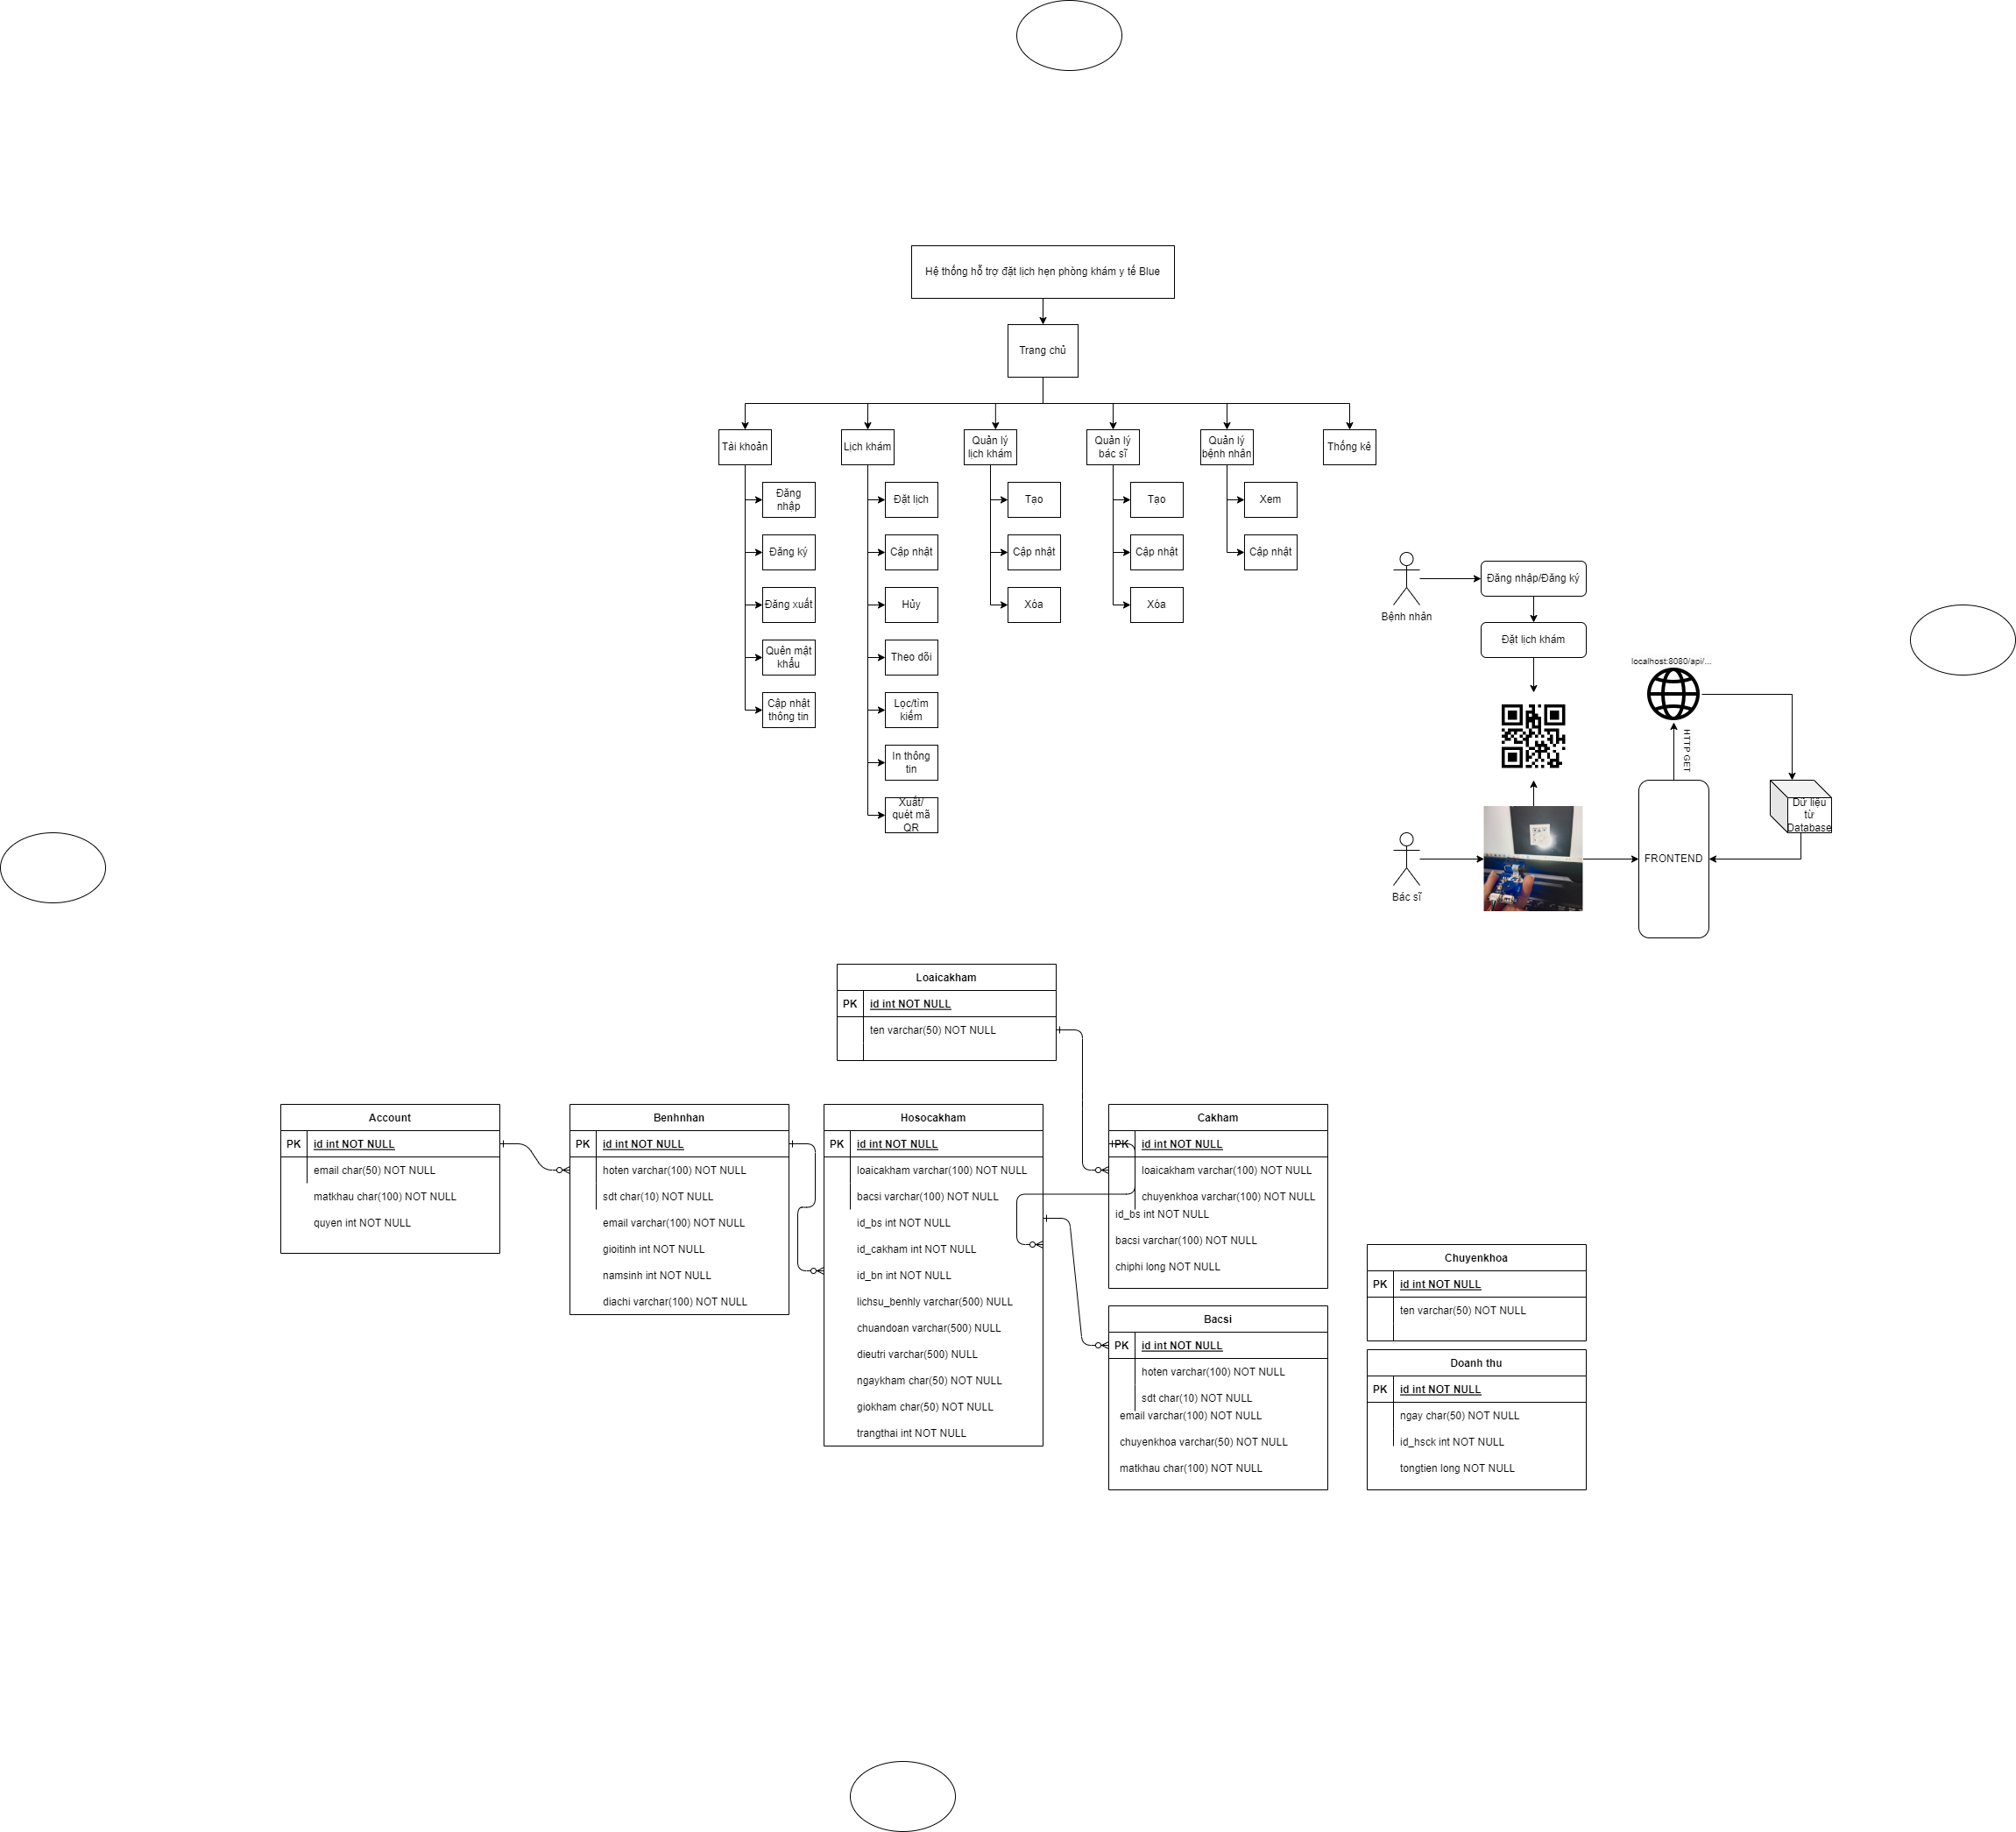 Hệ thống hỗ trợ đặt lịch hẹn phòng khám y tế Blue
Trang chủ
Tài khoản
Lịch khám
Quản lý
lịch khám
Quản lý
bác sĩ
Quản lý
bệnh nhân
Thống kê
Đăng
nhập
Đăng ký
Đăng xuất
Quên mật
khẩu
Cập nhật
thông tin
Đặt lịch
Cập nhật
Hủy
Theo dõi
Lọc/tìm
kiếm
In thông
tin
Xuất/
quét mã
QR
Tạo
Cập nhật
Xóa
Tạo
Cập nhật
Xóa
Xem
Cập nhật
Bệnh nhân
Đăng nhập/Đăng ký
Đặt lịch khám
localhost:8080/api/...
HTTP GET
Dữ liệu
từ
Database
FRONTEND
Bác sĩ
Loaicakham
PK id int NOT NULL
ten varchar(50) NOT NULL
Account
PK id int NOT NULL
email char(50) NOT NULL
matkhau char(100) NOT NULL
quyen int NOT NULL
Benhnhan
PK id int NOT NULL
hoten varchar(100) NOT NULL
sdt char(10) NOT NULL
email varchar(100) NOT NULL
gioitinh int NOT NULL
namsinh int NOT NULL
diachi varchar(100) NOT NULL
Hosocakham
PK id int NOT NULL
loaicakham varchar(100) NOT NULL
bacsi varchar(100) NOT NULL
id_bs int NOT NULL
id_cakham int NOT NULL
id_bn int NOT NULL
lichsu_benhly varchar(500) NULL
chuandoan varchar(500) NULL
dieutri varchar(500) NULL
ngaykham char(50) NOT NULL
giokham char(50) NOT NULL
trangthai int NOT NULL
Cakham
PK id int NOT NULL
loaicakham varchar(100) NOT NULL
chuyenkhoa varchar(100) NOT NULL
id_bs int NOT NULL
bacsi varchar(100) NOT NULL
chiphi long NOT NULL
Bacsi
PK id int NOT NULL
hoten varchar(100) NOT NULL
sdt char(10) NOT NULL
email varchar(100) NOT NULL
chuyenkhoa varchar(50) NOT NULL
matkhau char(100) NOT NULL
Chuyenkhoa
PK id int NOT NULL
ten varchar(50) NOT NULL
Doanh thu
PK id int NOT NULL
ngay char(50) NOT NULL
id_hsck int NOT NULL
tongtien long NOT NULL